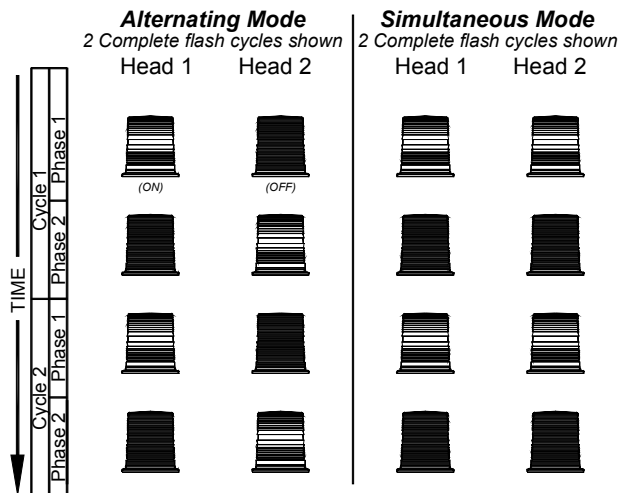 Alternating Mode
2 Complete flash cycles shown
Head 1 Head 2
Simultaneous Mode
2 Complete flash cycles shown
Head 1 Head 2
TIME
Cycle 1
Phase 1
(ON) (OFF)
Phase 2
Cycle 2
Phase 1
Phase 2